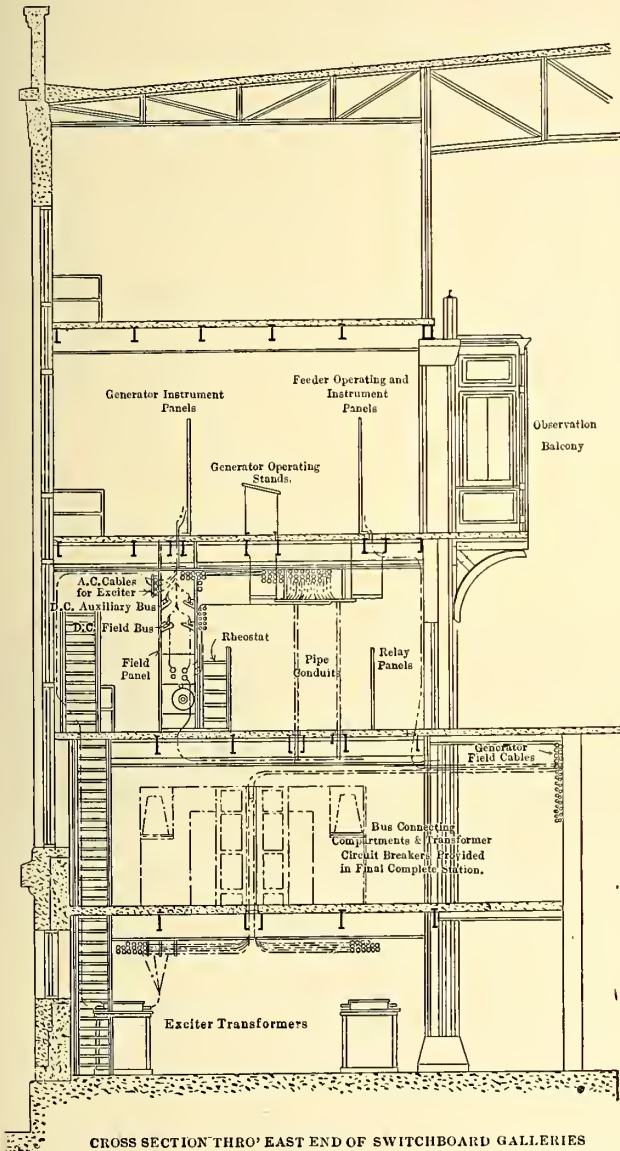 Generator Instrument
Panels
Feeder Operating and
Instrument
Panels
Generator Operating
Stands.
Observation
Balcony
A.C.Cables
for Exciter
D.C. Auxiliary Bus
D.C. Field Bus
Field
Panel
Rheostat
Pipe
Conduit
Relay
Panels
Generator
Field Cables
Bus Connecting
Compartments & Transformer
Circuit Breakers Provided
in Final Complete Station.
Exciter Transformers
CROSS SECTION THRO' EAST END OF SWITCHBOARD GALLERIES